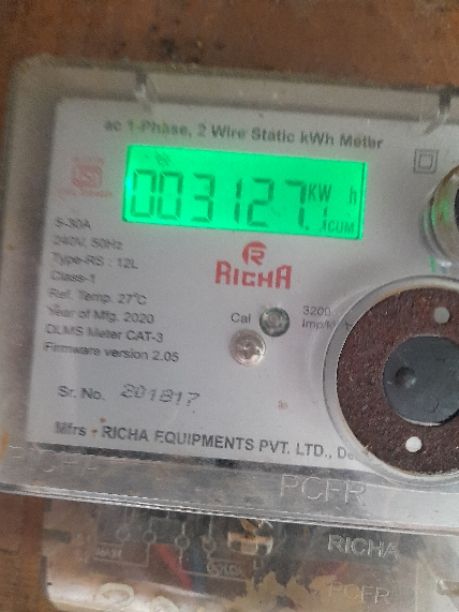 ac 1-Phase, 2 Wire Static kWh Meter
003127.1 KW h
CUM
5-30A
240V, 50Hz
Type-RS : 12L
Class-1
Ref. Temp. 27°C
Year of Mfg. 2020
DLMS Meter CAT-3
Firmware version 2.05
R
RICHA
Cal
3200
Imp/k
Sr. No. 201817
Mfrs - RICHA EQUIPMENTS PVT. LTD., De
PCFR
RICHA
PCFR